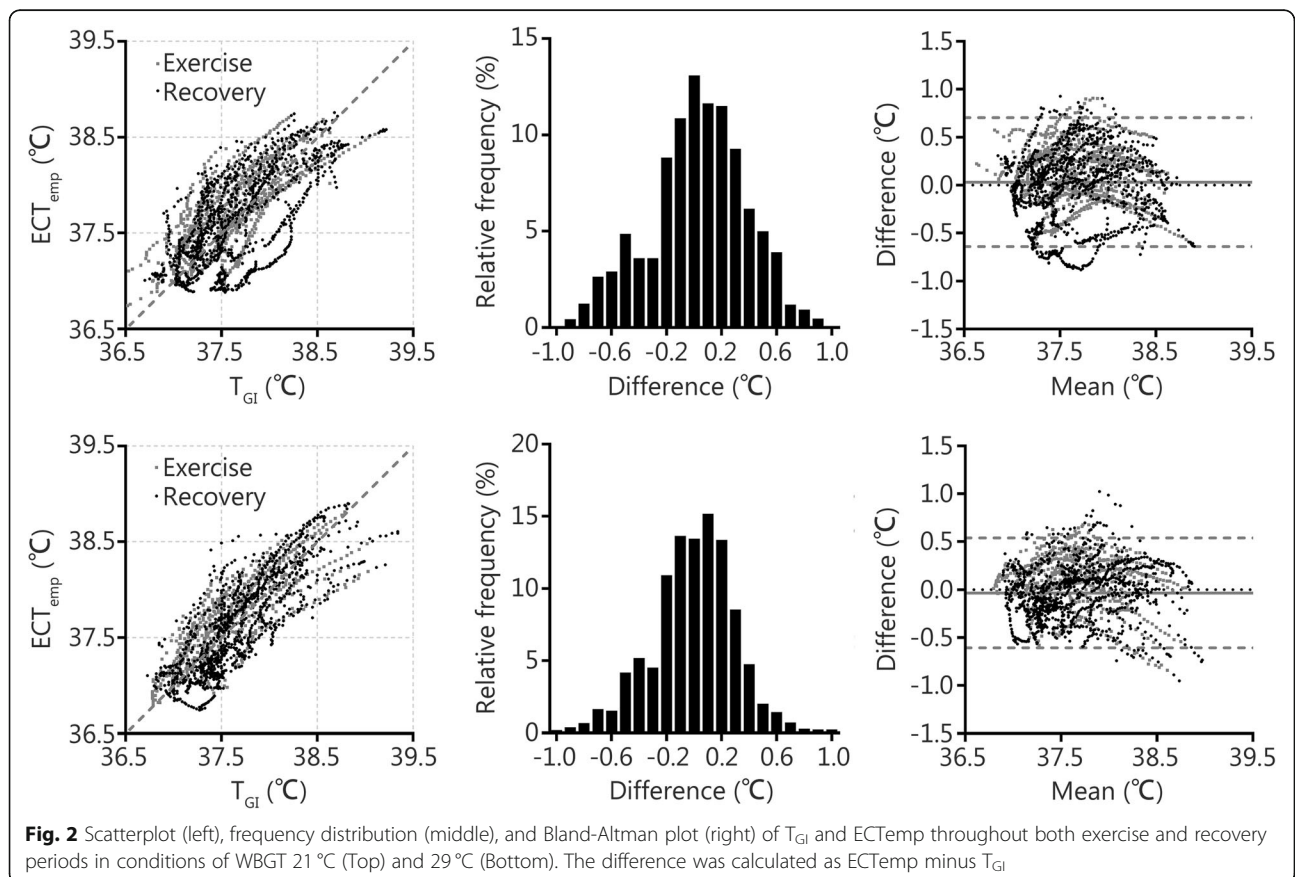 39.5
38.5
37.5
36.5
ECTemp (℃)
Exercise
Recovery
36.5 37.5 38.5 39.5
TGI (℃)
15
10
5
0
Relative frequency (%)
-1.0 -0.6 -0.2 0.2 0.6 1.0
Difference (℃)
1.5
1.0
0.5
0.0
-0.5
-1.0
-1.5
Difference (℃)
36.5 37.5 38.5 39.5
Mean (℃)
39.5
38.5
37.5
36.5
ECTemp (℃)
Exercise
Recovery
36.5 37.5 38.5 39.5
TGI (℃)
20
15
10
5
0
Relative frequency (%)
-1.0 -0.6 -0.2 0.2 0.6 1.0
Difference (℃)
1.5
1.0
0.5
0.0
-0.5
-1.0
-1.5
Difference (℃)
36.5 37.5 38.5 39.5
Mean (℃)
Fig. 2 Scatterplot (left), frequency distribution (middle), and Bland-Altman plot (right) of TGI and ECTemp throughout both exercise and recovery
periods in conditions of WBGT 21 °C (Top) and 29 °C (Bottom). The difference was calculated as ECTemp minus TGI